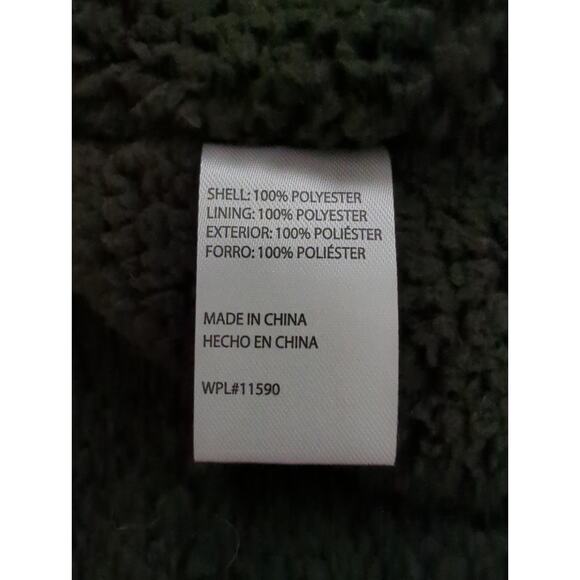 SHELL: 100% POLYESTER
LINING: 100% POLYESTER
EXTERIOR: 100% POLIÉSTER
FORRO: 100% POLIÉSTER
MADE IN CHINA
HECHO EN CHINA
WPL#11590